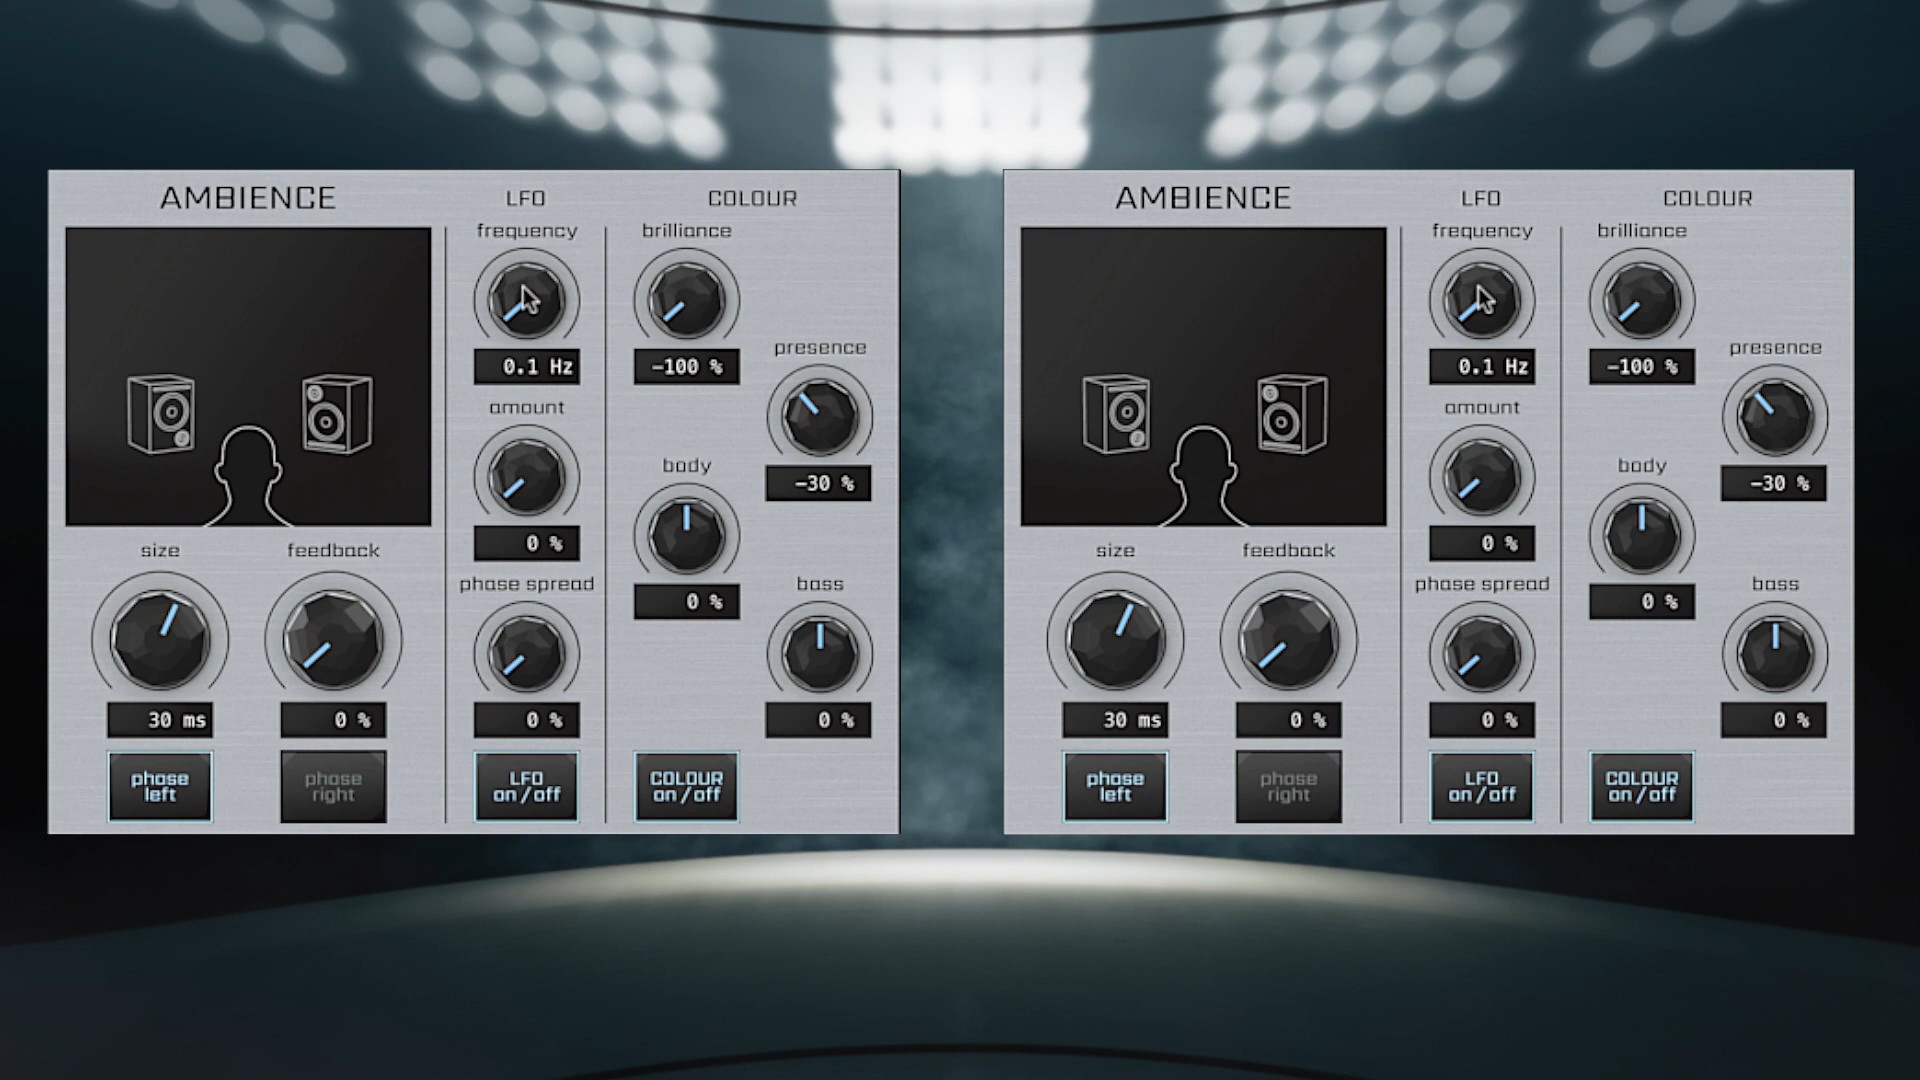 AMBIENCE
LFO
COLOUR
frequency
brilliance
0.1 Hz
-100 %
presence
amount
-30 %
body
0 %
size
feedback
phase spread
0 %
bass
30 ms
0 %
0 %
0 %
phase
left
phase
right
LFO
on/off
COLOUR
on/off
AMBIENCE
LFO
COLOUR
frequency
brilliance
0.1 Hz
-100 %
presence
amount
-30 %
body
0 %
size
feedback
phase spread
0 %
bass
30 ms
0 %
0 %
0 %
phase
left
phase
right
LFO
on/off
COLOUR
on/off